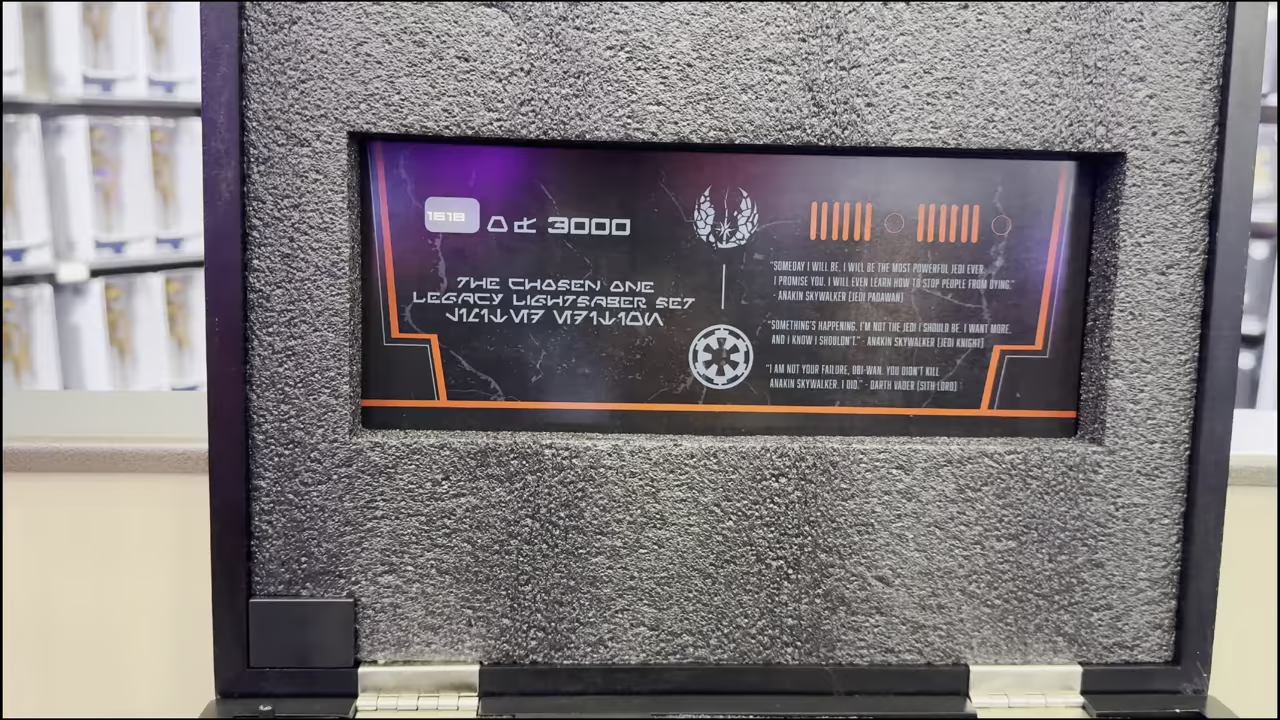 1618 3000
THE CHOSEN ONE
LEGACY LIGHTSABER SET
"SOMEDAY I WILL BE. I WILL BE THE MOST POWERFUL JEDI EVER.
I PROMISE YOU. I WILL EVEN LEARN HOW TO STOP PEOPLE FROM DYING."
- ANAKIN SKYWALKER (JEDI PADAWAN)
"SOMETHING'S HAPPENING. I'M NOT THE JEDI I SHOULD BE. I WANT MORE.
AND I KNOW I SHOULDN'T." - ANAKIN SKYWALKER (JEDI KNIGHT)
"I AM NOT YOUR FAILURE, OBI-WAN. YOU DIDN'T KILL
ANAKIN SKYWALKER. I DID." - DARTH VADER (SITH LORD)